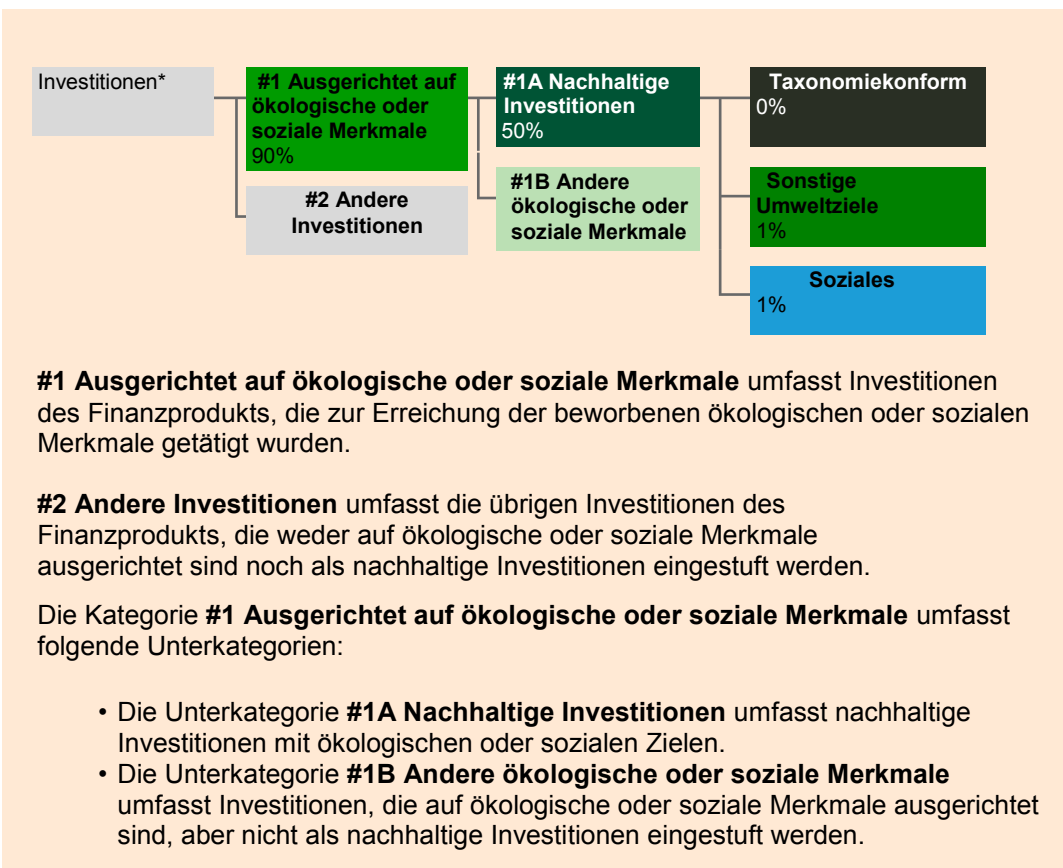 Investitionen*
#1 Ausgerichtet auf
ökologische oder
soziale Merkmale
90%
#2 Andere
Investitionen
#1A Nachhaltige
Investitionen
50%
#1B Andere
ökologische oder
soziale Merkmale
Taxonomiekonform
0%
Sonstige
Umweltziele
1%
Soziales
1%
#1 Ausgerichtet auf ökologische oder soziale Merkmale umfasst Investitionen
des Finanzprodukts, die zur Erreichung der beworbenen ökologischen oder sozialen
Merkmale getätigt wurden.
#2 Andere Investitionen umfasst die übrigen Investitionen des
Finanzprodukts, die weder auf ökologische oder soziale Merkmale
ausgerichtet sind noch als nachhaltige Investitionen eingestuft werden.
Die Kategorie #1 Ausgerichtet auf ökologische oder soziale Merkmale umfasst
folgende Unterkategorien:
• Die Unterkategorie #1A Nachhaltige Investitionen umfasst nachhaltige
Investitionen mit ökologischen oder sozialen Zielen.
• Die Unterkategorie #1B Andere ökologische oder soziale Merkmale
umfasst Investitionen, die auf ökologische oder soziale Merkmale ausgerichtet
sind, aber nicht als nachhaltige Investitionen eingestuft werden.